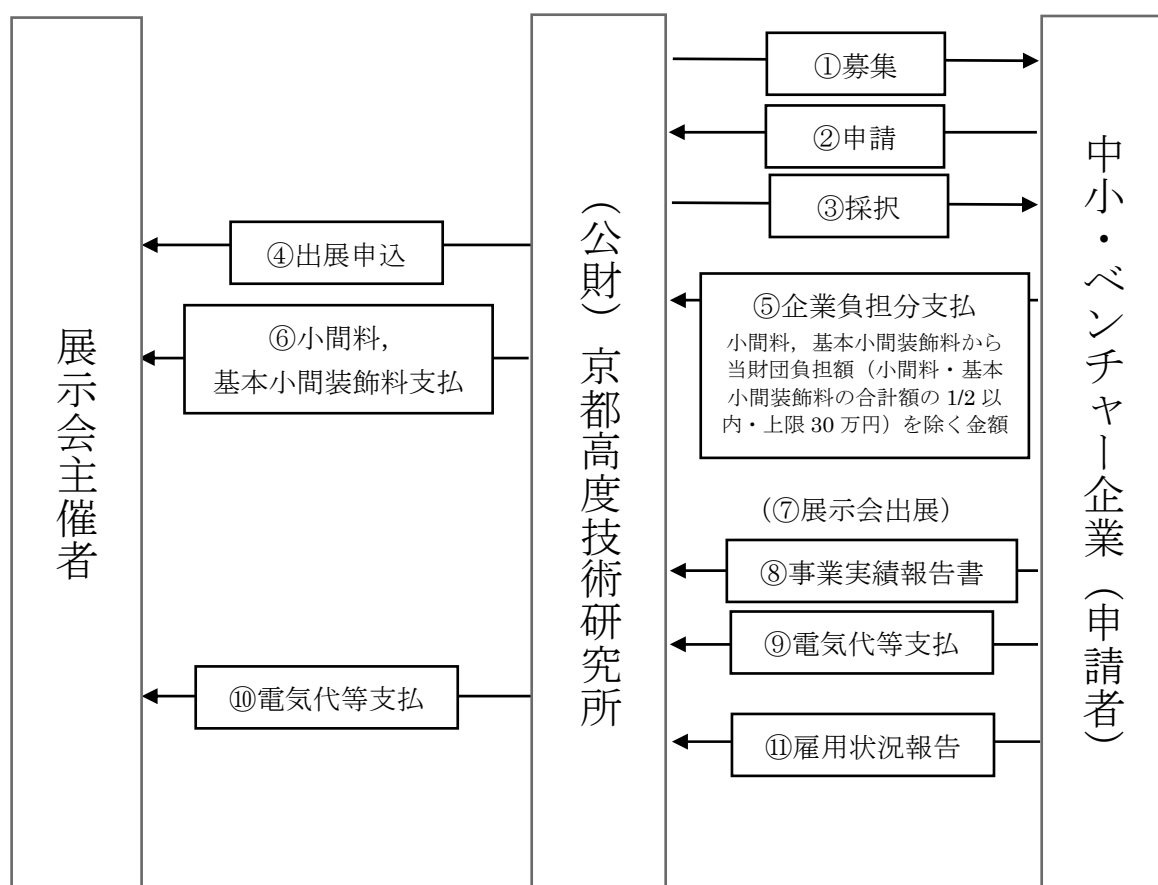 ①募集
②申請
③採択
④出展申込
⑤企業負担分支払
小間料，基本小間装飾料から
当財団負担額（小間料・基本
小間装飾料の合計額の 1/2 以
内・上限 30 万円）を除く金額
⑥小間料，
基本小間装飾料支払
（⑦展示会出展）
⑧事業実績報告書
⑨電気代等支払
⑩電気代等支払
⑪雇用状況報告
展示会主催者
（公財）京都高度技術研究所
中小・ベンチャー企業（申請者）